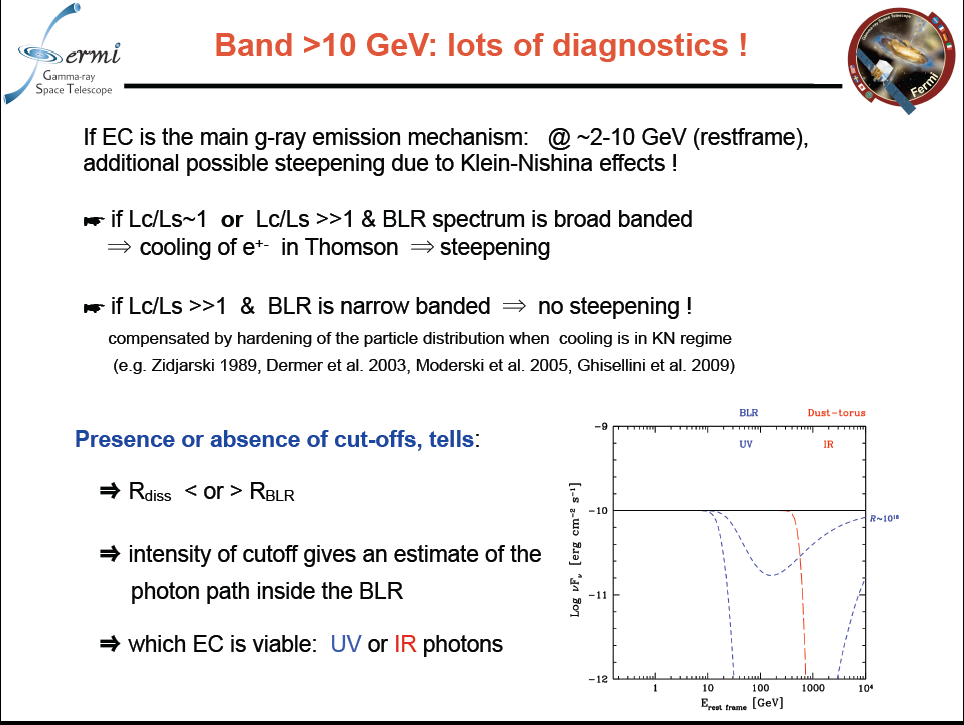 Fermi
Gamma-ray
Space Telescope
Band >10 GeV: lots of diagnostics !
Gamma-ray Space Telescope
Fermi
If EC is the main g-ray emission mechanism: @ ~2-10 GeV (restframe),
additional possible steepening due to Klein-Nishina effects !
☛ if Lc/Ls~1 or Lc/Ls >>1 & BLR spectrum is broad banded
⇒ cooling of e⁺⁻ in Thomson ⇒ steepening
☛ if Lc/Ls >>1 & BLR is narrow banded ⇒ no steepening !
compensated by hardening of the particle distribution when cooling is in KN regime
(e.g. Zidjarski 1989, Dermer et al. 2003, Moderski et al. 2005, Ghisellini et al. 2009)
Presence or absence of cut-offs, tells:
⇒ Rdiss < or > RBLR
⇒ intensity of cutoff gives an estimate of the
photon path inside the BLR
⇒ which EC is viable: UV or IR photons
BLR Dust-torus
UV IR
-9
-10
-11
-12
Log νFν [erg cm⁻² s⁻¹]
R~10¹⁸
1 10 100 1000 10⁴
Erest frame [GeV]